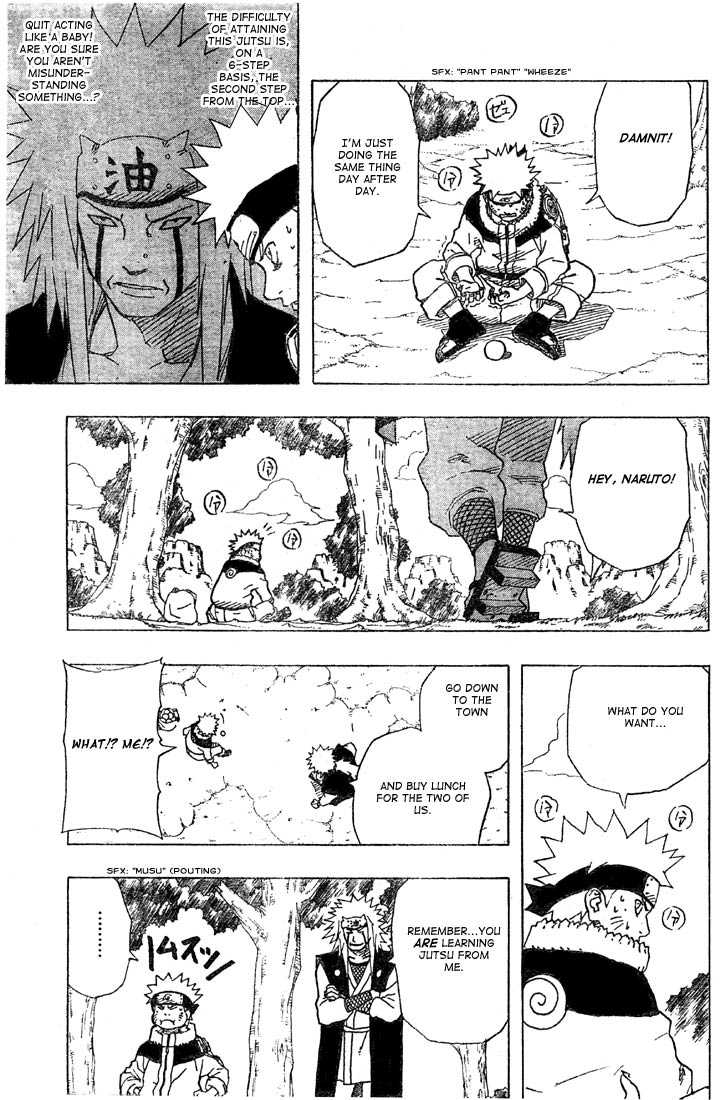 SFX: "PANT PANT" "WHEEZE"
DAMNIT!
I'M JUST
DOING THE
SAME THING
DAY AFTER
DAY.
ゼェ
THE DIFFICULTY
OF ATTAINING
THIS JUTSU IS,
ON A
6-STEP
BASIS, THE
SECOND STEP
FROM THE TOP...
QUIT ACTING
LIKE A BABY!
ARE YOU SURE
YOU AREN'T
MISUNDER-
STANDING
SOMETHING...?
油
HEY, NARUTO!
WHAT DO YOU
WANT...
GO DOWN
TO THE
TOWN
AND BUY LUNCH
FOR THE TWO OF
US.
WHAT!? ME!?
SFX: "MUSU" (POUTING)
REMEMBER...YOU
ARE LEARNING
JUTSU FROM
ME.
ムスッ
........